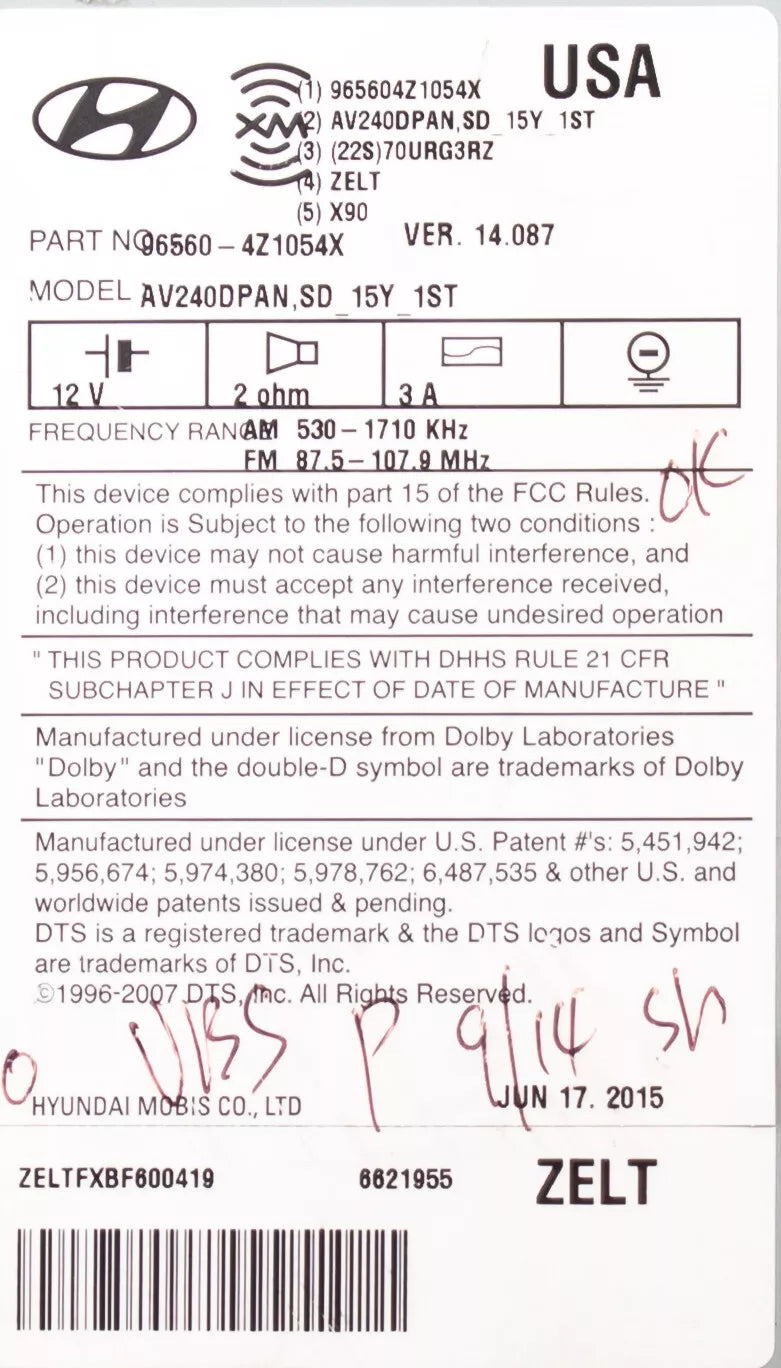 USA
XM
(1) 965604Z1054X
(2) AV240DPAN,SD_15Y_1ST
(3) (22S)70URG3RZ
(4) ZELT
(5) X90
PART NO 96560-4Z1054X VER. 14.087
MODEL AV240DPAN,SD_15Y_1ST
12 V 2 ohm 3 A
FREQUENCY RANGE AM 530-1710 KHz
FM 87.5-107.9 MHz
OK
This device complies with part 15 of the FCC Rules.
Operation is Subject to the following two conditions :
(1) this device may not cause harmful interference, and
(2) this device must accept any interference received,
including interference that may cause undesired operation
" THIS PRODUCT COMPLIES WITH DHHS RULE 21 CFR
SUBCHAPTER J IN EFFECT OF DATE OF MANUFACTURE "
Manufactured under license from Dolby Laboratories
"Dolby" and the double-D symbol are trademarks of Dolby
Laboratories
Manufactured under license under U.S. Patent #'s: 5,451,942;
5,956,674; 5,974,380; 5,978,762; 6,487,535 & other U.S. and
worldwide patents issued & pending.
DTS is a registered trademark & the DTS logos and Symbol
are trademarks of DTS, Inc.
©1996-2007 DTS, Inc. All Rights Reserved.
P 9/14
HYUNDAI MOBIS CO., LTD JUN 17. 2015
ZELTFXBF600419 6621955 ZELT